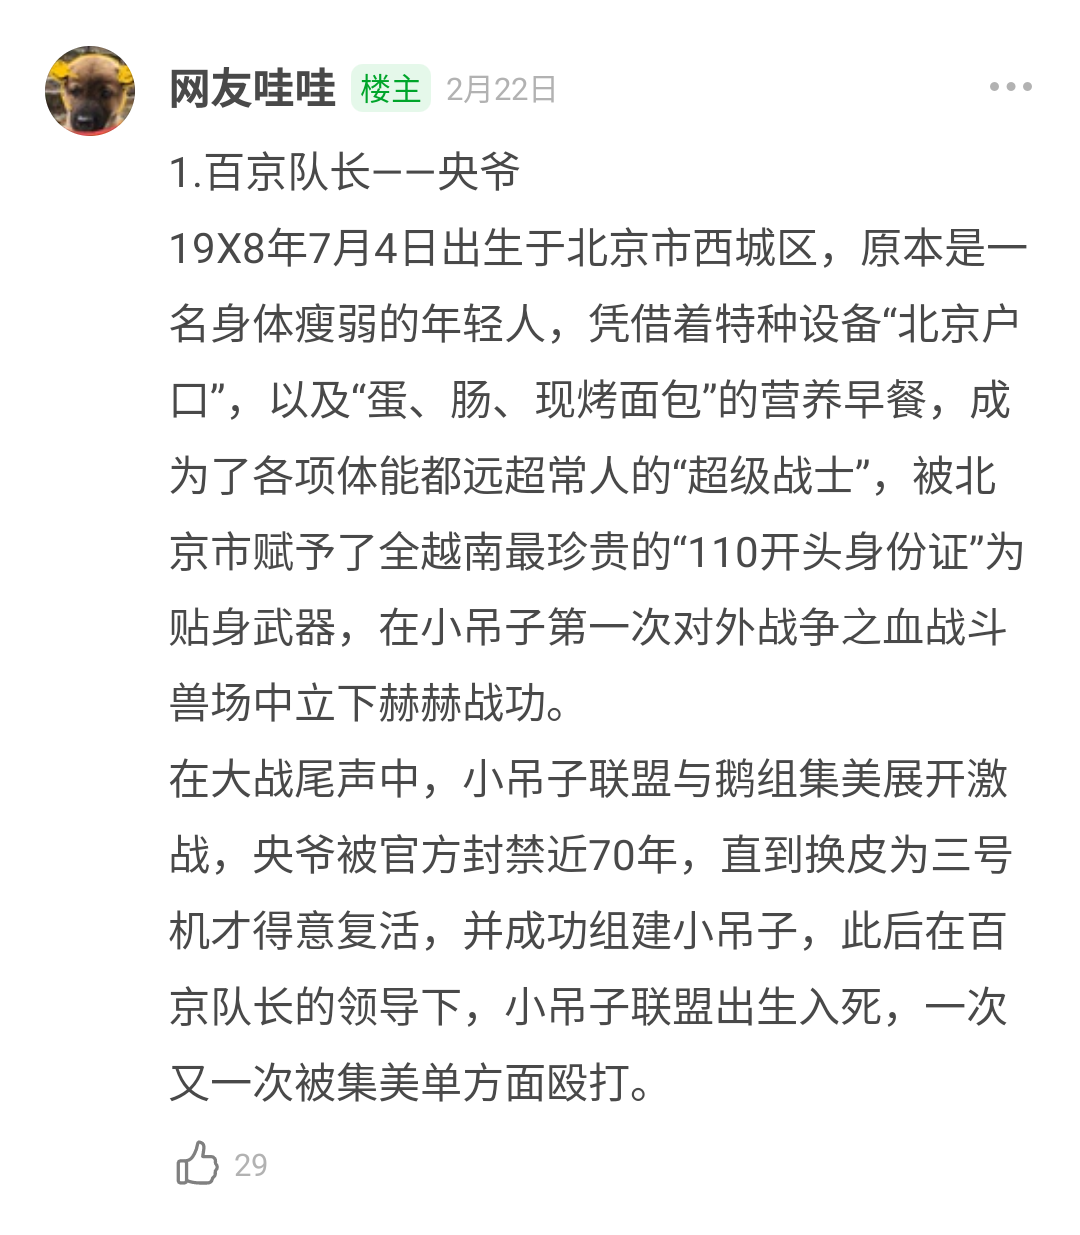 网友哇哇 楼主 2月22日
1.百京队长——央爷
19X8年7月4日出生于北京市西城区，原本是一
名身体瘦弱的年轻人，凭借着特种设备“北京户
口”，以及“蛋、肠、现烤面包”的营养早餐，成
为了各项体能都远超常人的“超级战士”，被北
京市赋予了全越南最珍贵的“110开头身份证”为
贴身武器，在小吊子第一次对外战争之血战斗
兽场中立下赫赫战功。
在大战尾声中，小吊子联盟与鹅组集美展开激
战，央爷被官方封禁近70年，直到换皮为三号
机才得意复活，并成功组建小吊子，此后在百
京队长的领导下，小吊子联盟出生入死，一次
又一次被集美单方面殴打。
29